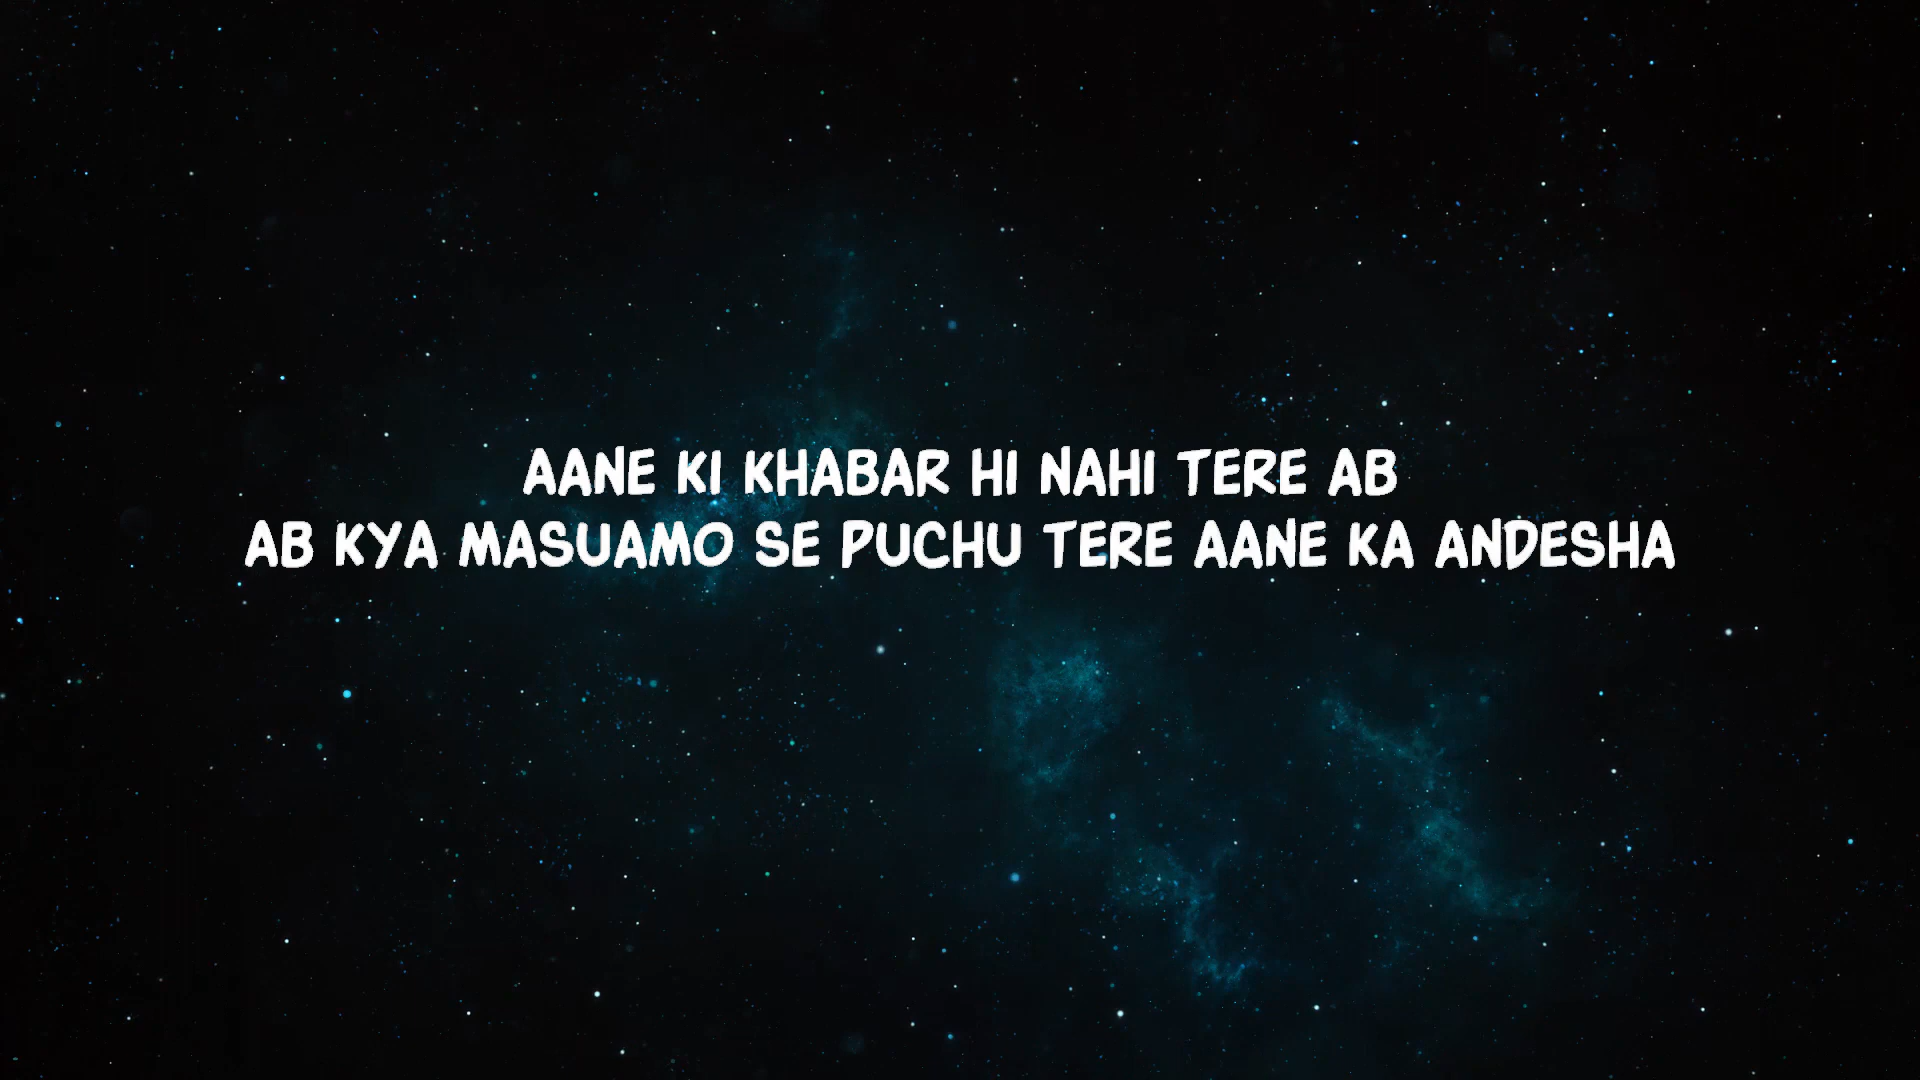 AANE KI KHABAR HI NAHI TERE AB
AB KYA MASUAMO SE PUCHU TERE AANE KA ANDESHA